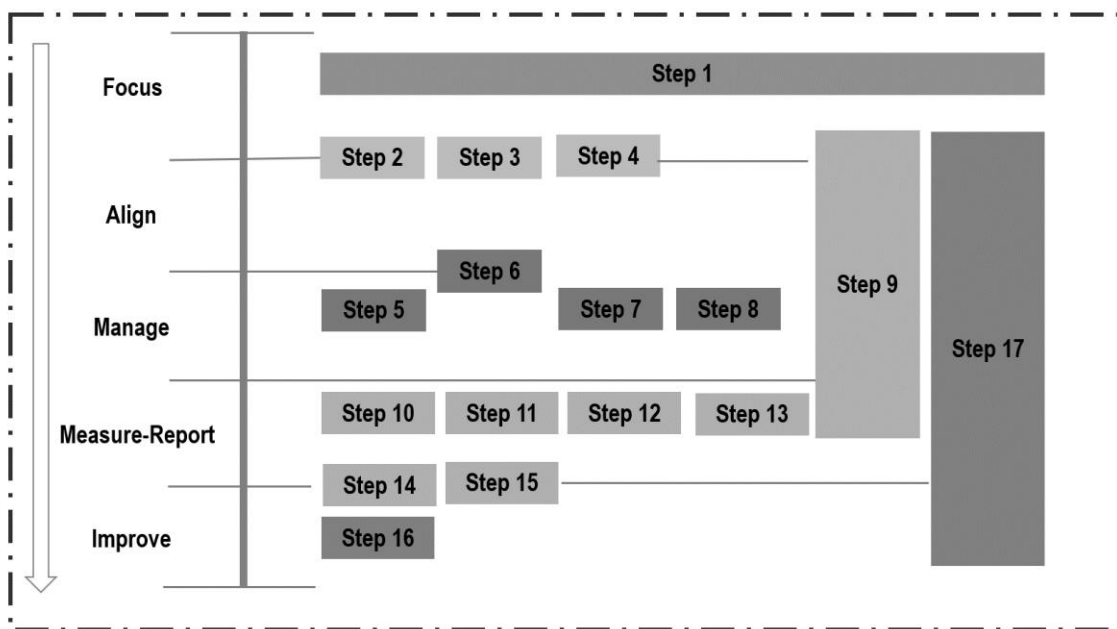 Focus
Step 1
Step 2 Step 3 Step 4
Align
Step 6
Step 9
Step 5 Step 7 Step 8
Manage
Step 17
Step 10 Step 11 Step 12 Step 13
Measure-Report
Step 14 Step 15
Improve
Step 16